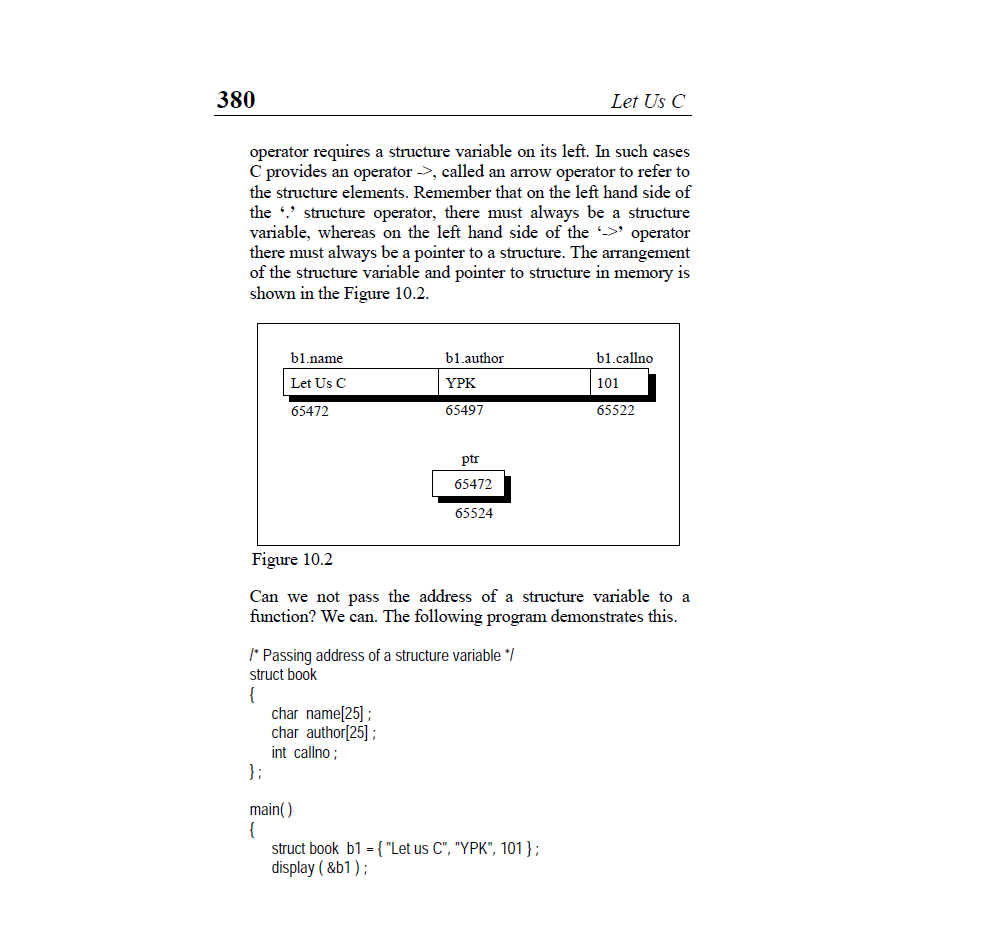 380 Let Us C
operator requires a structure variable on its left. In such cases
C provides an operator ->, called an arrow operator to refer to
the structure elements. Remember that on the left hand side of
the ‘.’ structure operator, there must always be a structure
variable, whereas on the left hand side of the ‘->’ operator
there must always be a pointer to a structure. The arrangement
of the structure variable and pointer to structure in memory is
shown in the Figure 10.2.
b1.name b1.author b1.callno
Let Us C YPK 101
65472 65497 65522
ptr
65472
65524
Figure 10.2
Can we not pass the address of a structure variable to a
function? We can. The following program demonstrates this.
/* Passing address of a structure variable */
struct book
{
char name[25] ;
char author[25] ;
int callno ;
} ;
main( )
{
struct book b1 = { "Let us C", "YPK", 101 } ;
display ( &b1 ) ;